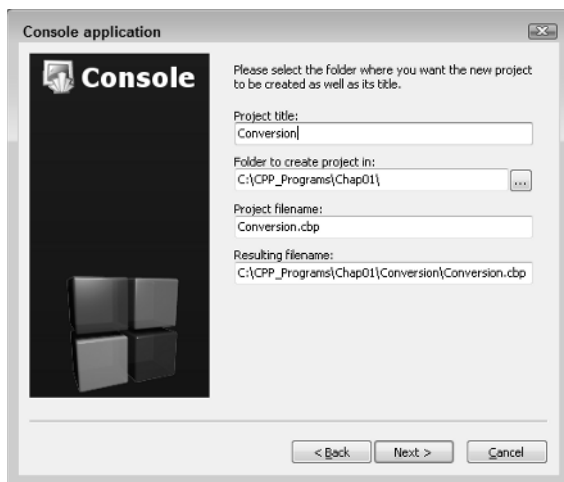 Console application
Console
Please select the folder where you want the new project
to be created as well as its title.
Project title:
Conversion
Folder to create project in:
C:\CPP_Programs\Chap01\
...
Project filename:
Conversion.cbp
Resulting filename:
C:\CPP_Programs\Chap01\Conversion\Conversion.cbp
< Back
Next >
Cancel